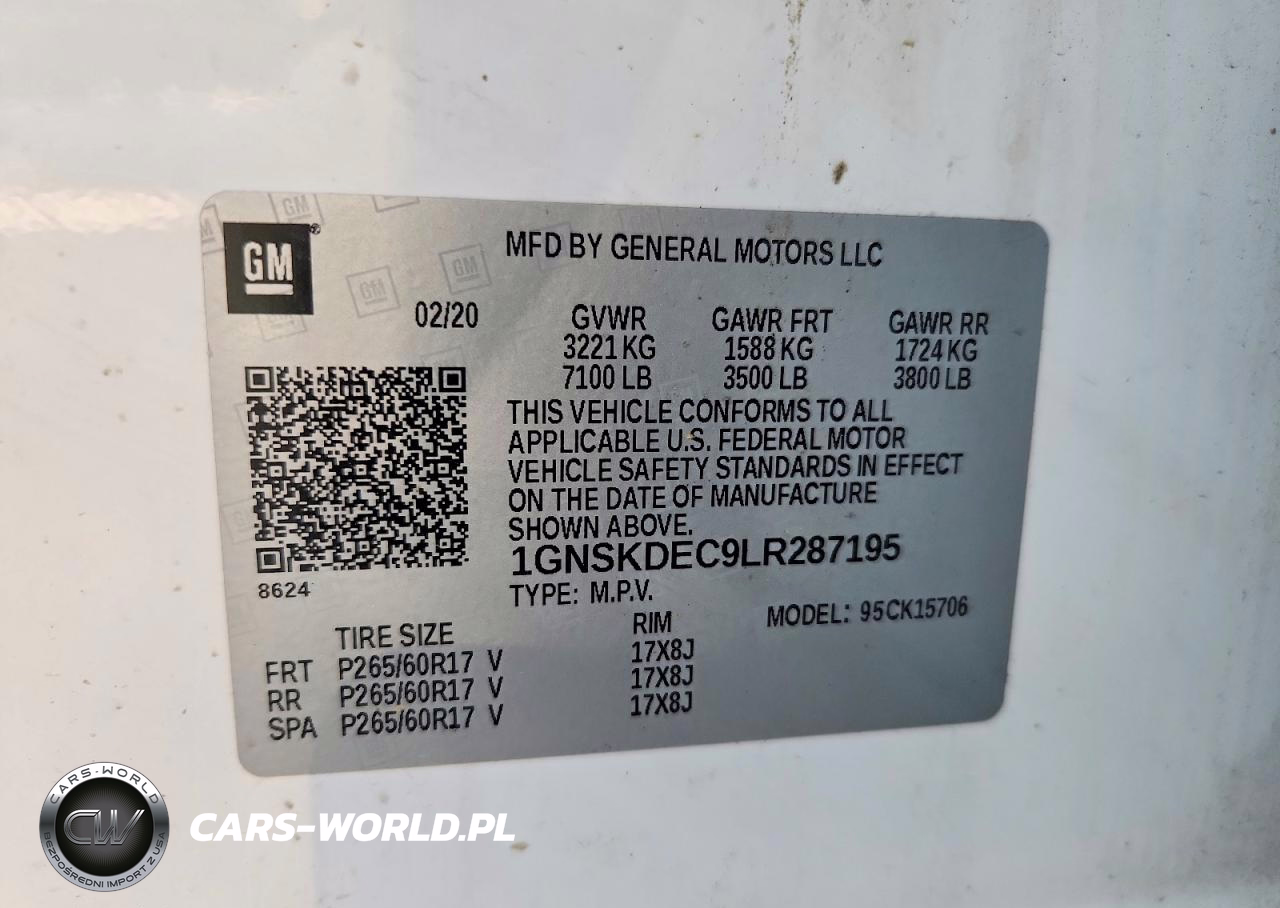 GM
MFD BY GENERAL MOTORS LLC
02/20 GVWR GAWR FRT GAWR RR
3221 KG 1588 KG 1724 KG
7100 LB 3500 LB 3800 LB
THIS VEHICLE CONFORMS TO ALL
APPLICABLE U.S. FEDERAL MOTOR
VEHICLE SAFETY STANDARDS IN EFFECT
ON THE DATE OF MANUFACTURE
SHOWN ABOVE.
1GNSKDEC9LR287195
8624
TYPE: M.P.V. MODEL: 95CK15706
TIRE SIZE RIM
FRT P265/60R17 V 17X8J
RR P265/60R17 V 17X8J
SPA P265/60R17 V 17X8J
CARS-WORLD
CW
BEZPOŚREDNI IMPORT Z USA
CARS-WORLD.PL